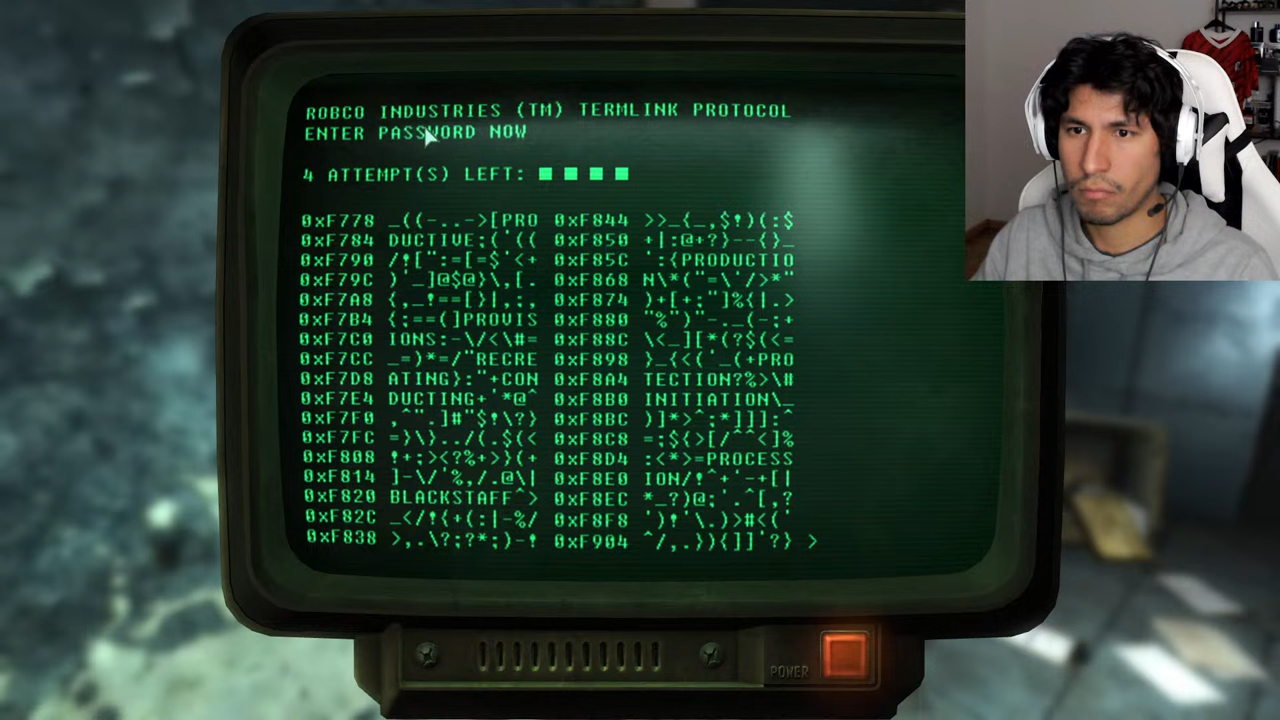 ROBCO INDUSTRIES (TM) TERMLINK PROTOCOL
ENTER PASSWORD NOW
4 ATTEMPT(S) LEFT: ■ ■ ■ ■
0xF778 _((-..->[PRO 0xF844 >>_{_,$!)(:$
0xF784 DUCTIVE;('(( 0xF850 +|:@+?}--{}_
0xF790 /![":=[=$'<+ 0xF85C ':{PRODUCTIO
0xF79C )'_]@$@}\,[. 0xF868 N\*("=\'/>*"
0xF7A8 {,_!==[}|,:, 0xF874 )+[+;"]%{|.>
0xF7B4 {;==(]PROVIS 0xF880 "%")"-._(-;+
0xF7C0 IONS:-\/<\#= 0xF88C \<_][*(?$(<=
0xF7CC _=)*=/"RECRE 0xF898 }_{<('_(+PRO
0xF7D8 ATING}:"+CON 0xF8A4 TECTION?%>\#
0xF7E4 DUCTING+'*@^ 0xF8B0 INITIATION\_
0xF7F0 ,^".]#"$!\?} 0xF8BC )]*>^;*]]]:^
0xF7FC =}\}../(.$(< 0xF8C8 =;${>[/^^<]%
0xF808 !+:><?%+>}(+ 0xF8D4 :<*>=PROCESS
0xF814 ]-\/'%,/.@\| 0xF8E0 ION/!^+'-+[|
0xF820 BLACKSTAFF^> 0xF8EC *_?)@;'.^[,?
0xF82C _</!{+(:|-%/ 0xF8F8 ')!'\.)>#<('
0xF838 >,.\?;?*;)-! 0xF904 ^/,.}){]]'?} >
POWER